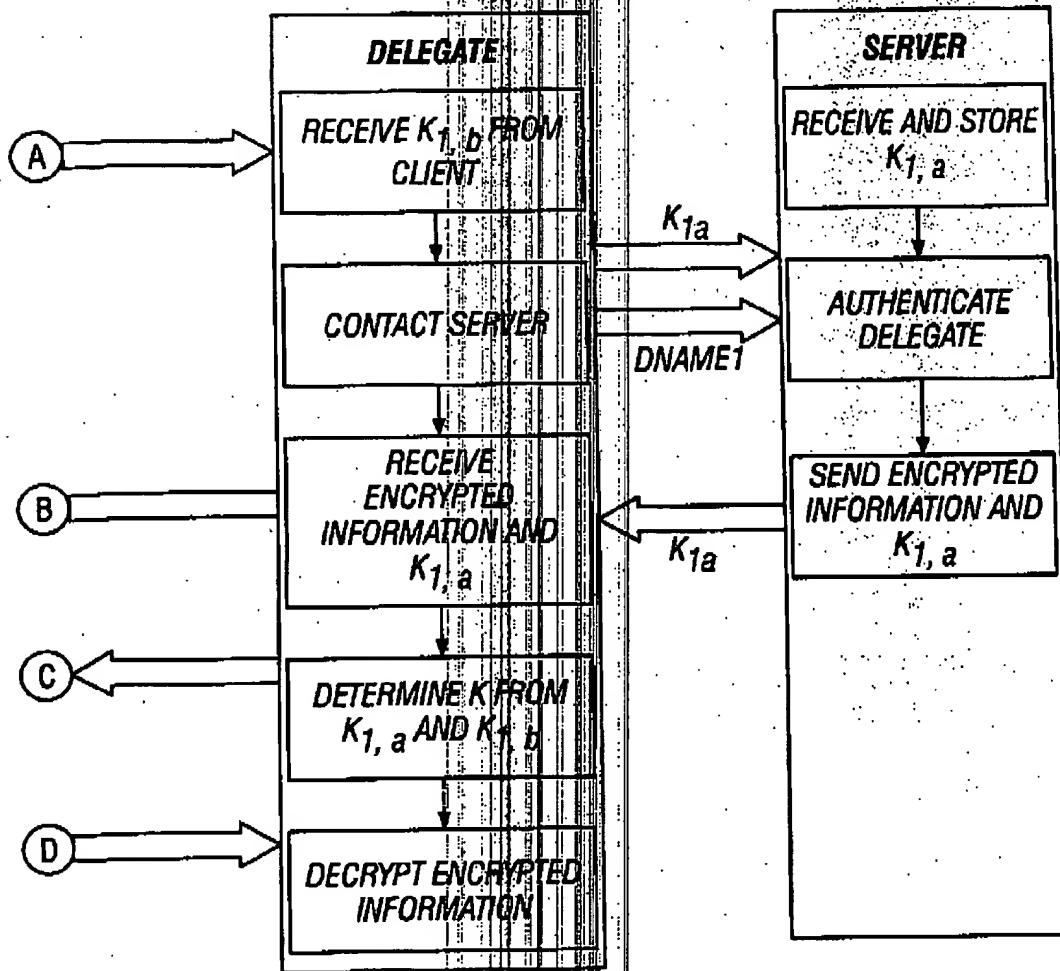 DELEGATE
RECEIVE K1, b FROM
CLIENT
CONTACT SERVER
RECEIVE
ENCRYPTED
INFORMATION AND
K1, a
DETERMINE K FROM
K1, a AND K1, b
DECRYPT ENCRYPTED
INFORMATION
A
B
C
D
K1a
DNAME1
K1a
SERVER
RECEIVE AND STORE
K1, a
AUTHENTICATE
DELEGATE
SEND ENCRYPTED
INFORMATION AND
K1, a